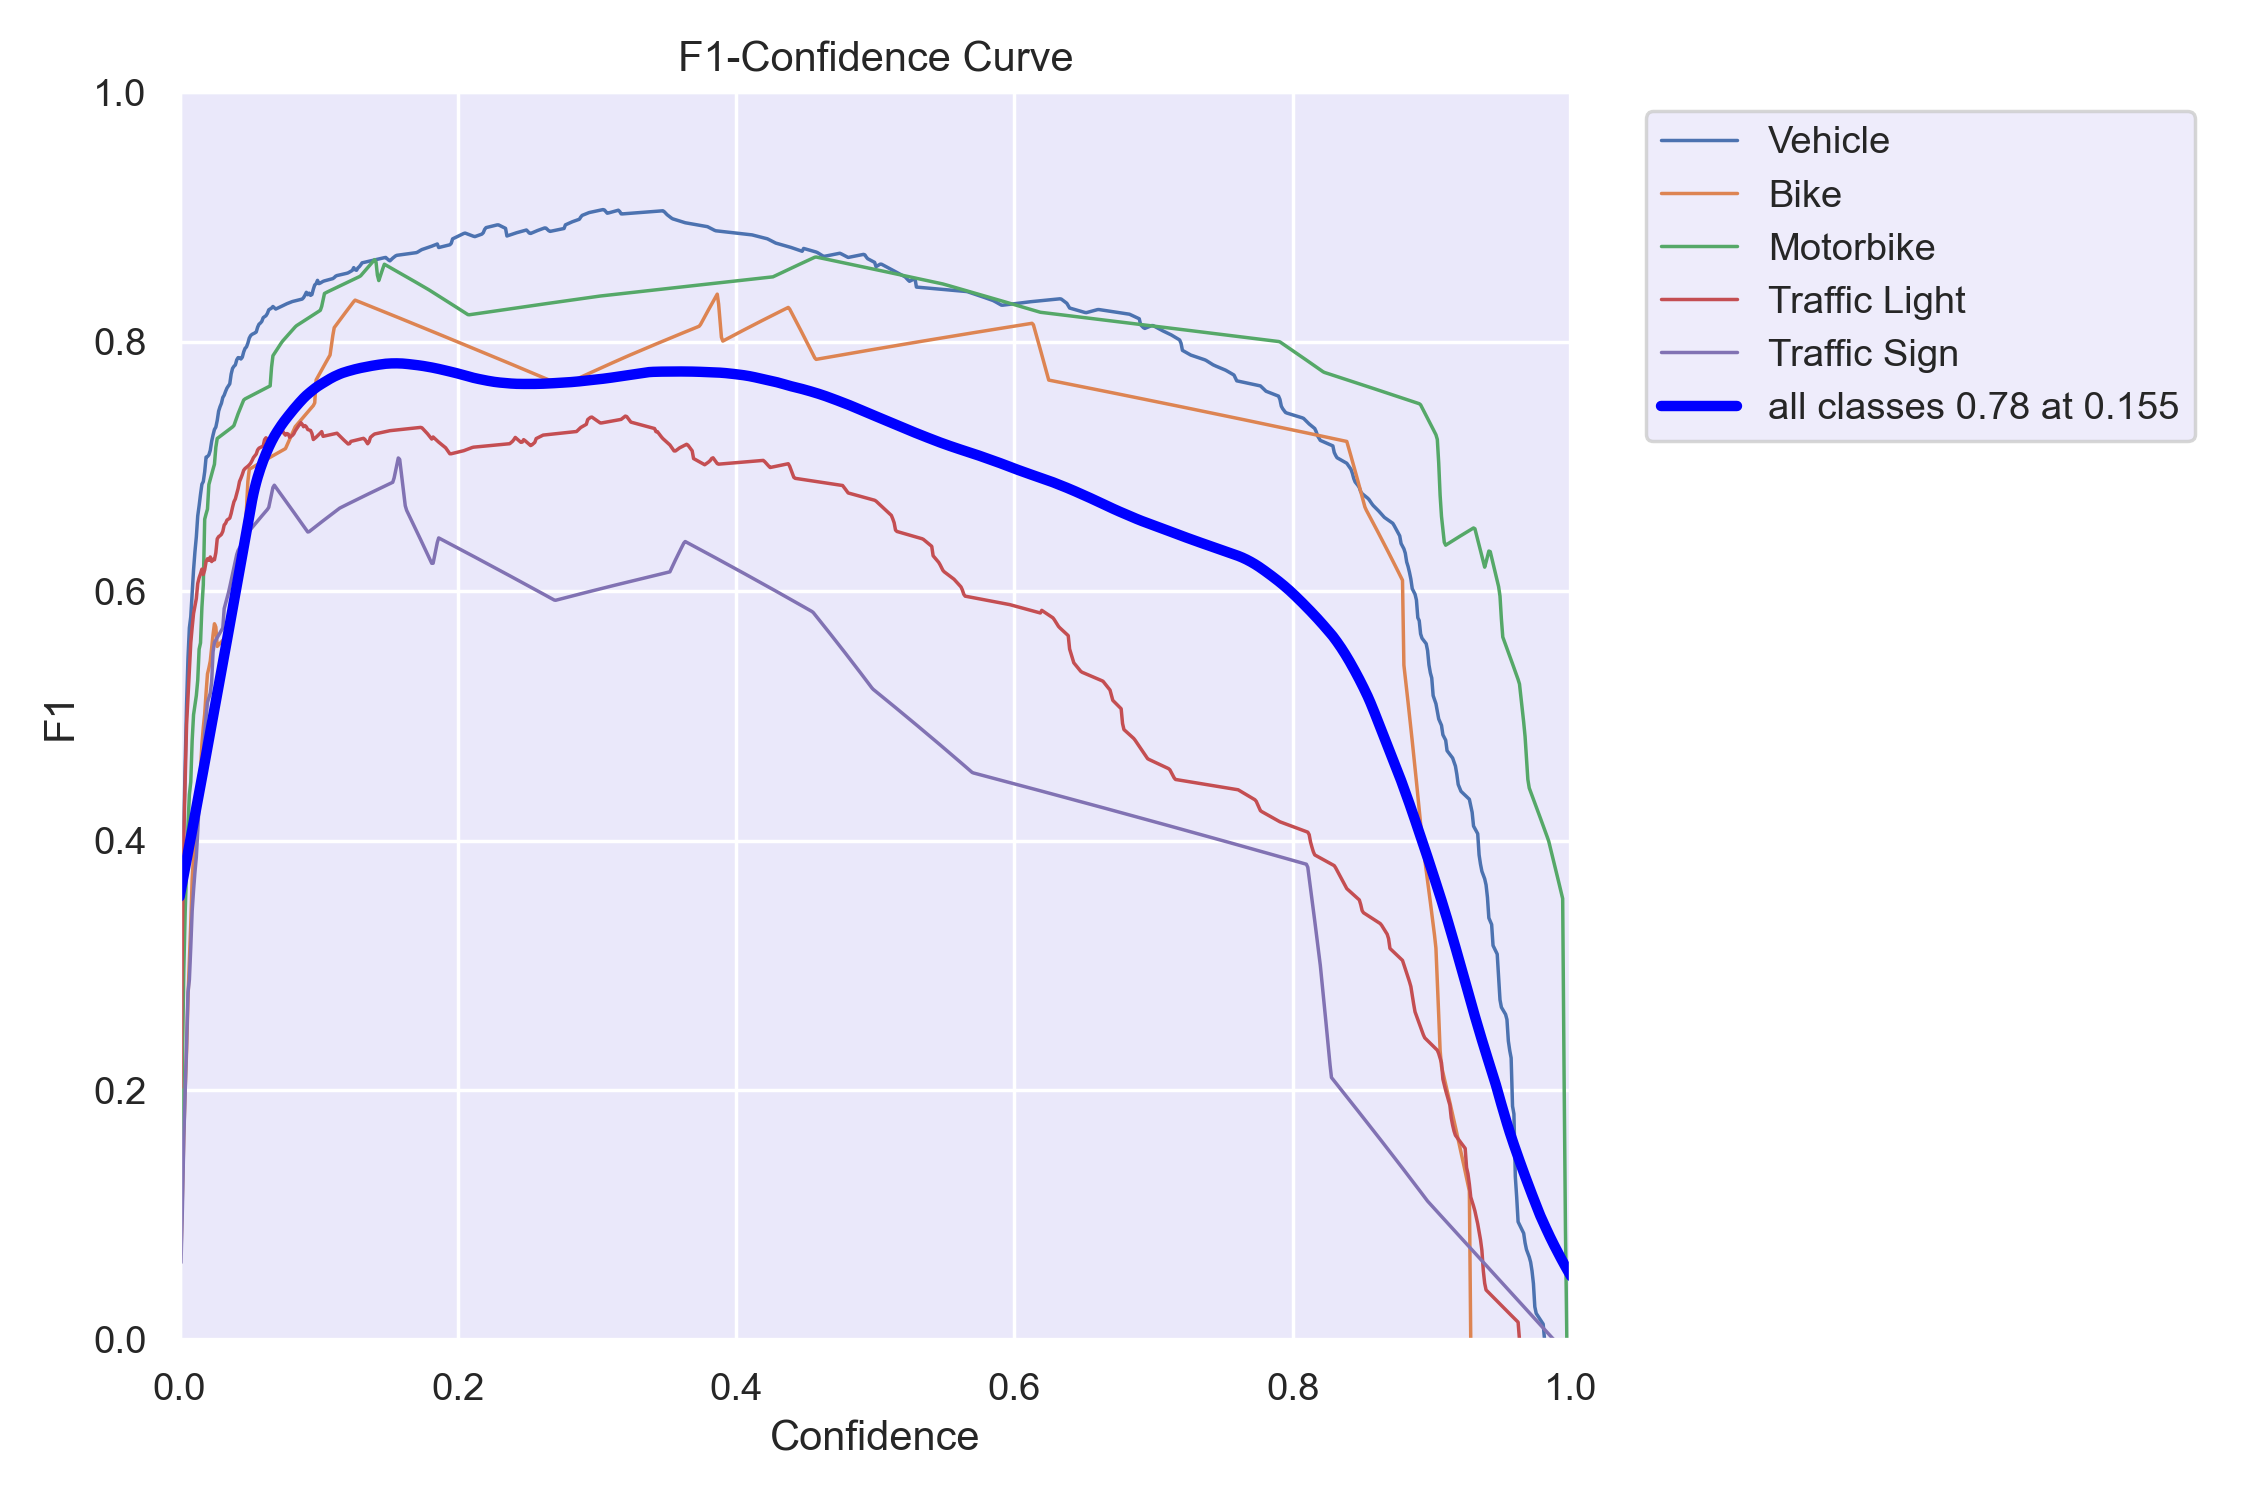 F1-Confidence Curve
1.0
0.8
0.6
0.4
0.2
0.0
F1
0.0 0.2 0.4 0.6 0.8 1.0
Confidence
Vehicle
Bike
Motorbike
Traffic Light
Traffic Sign
all classes 0.78 at 0.155